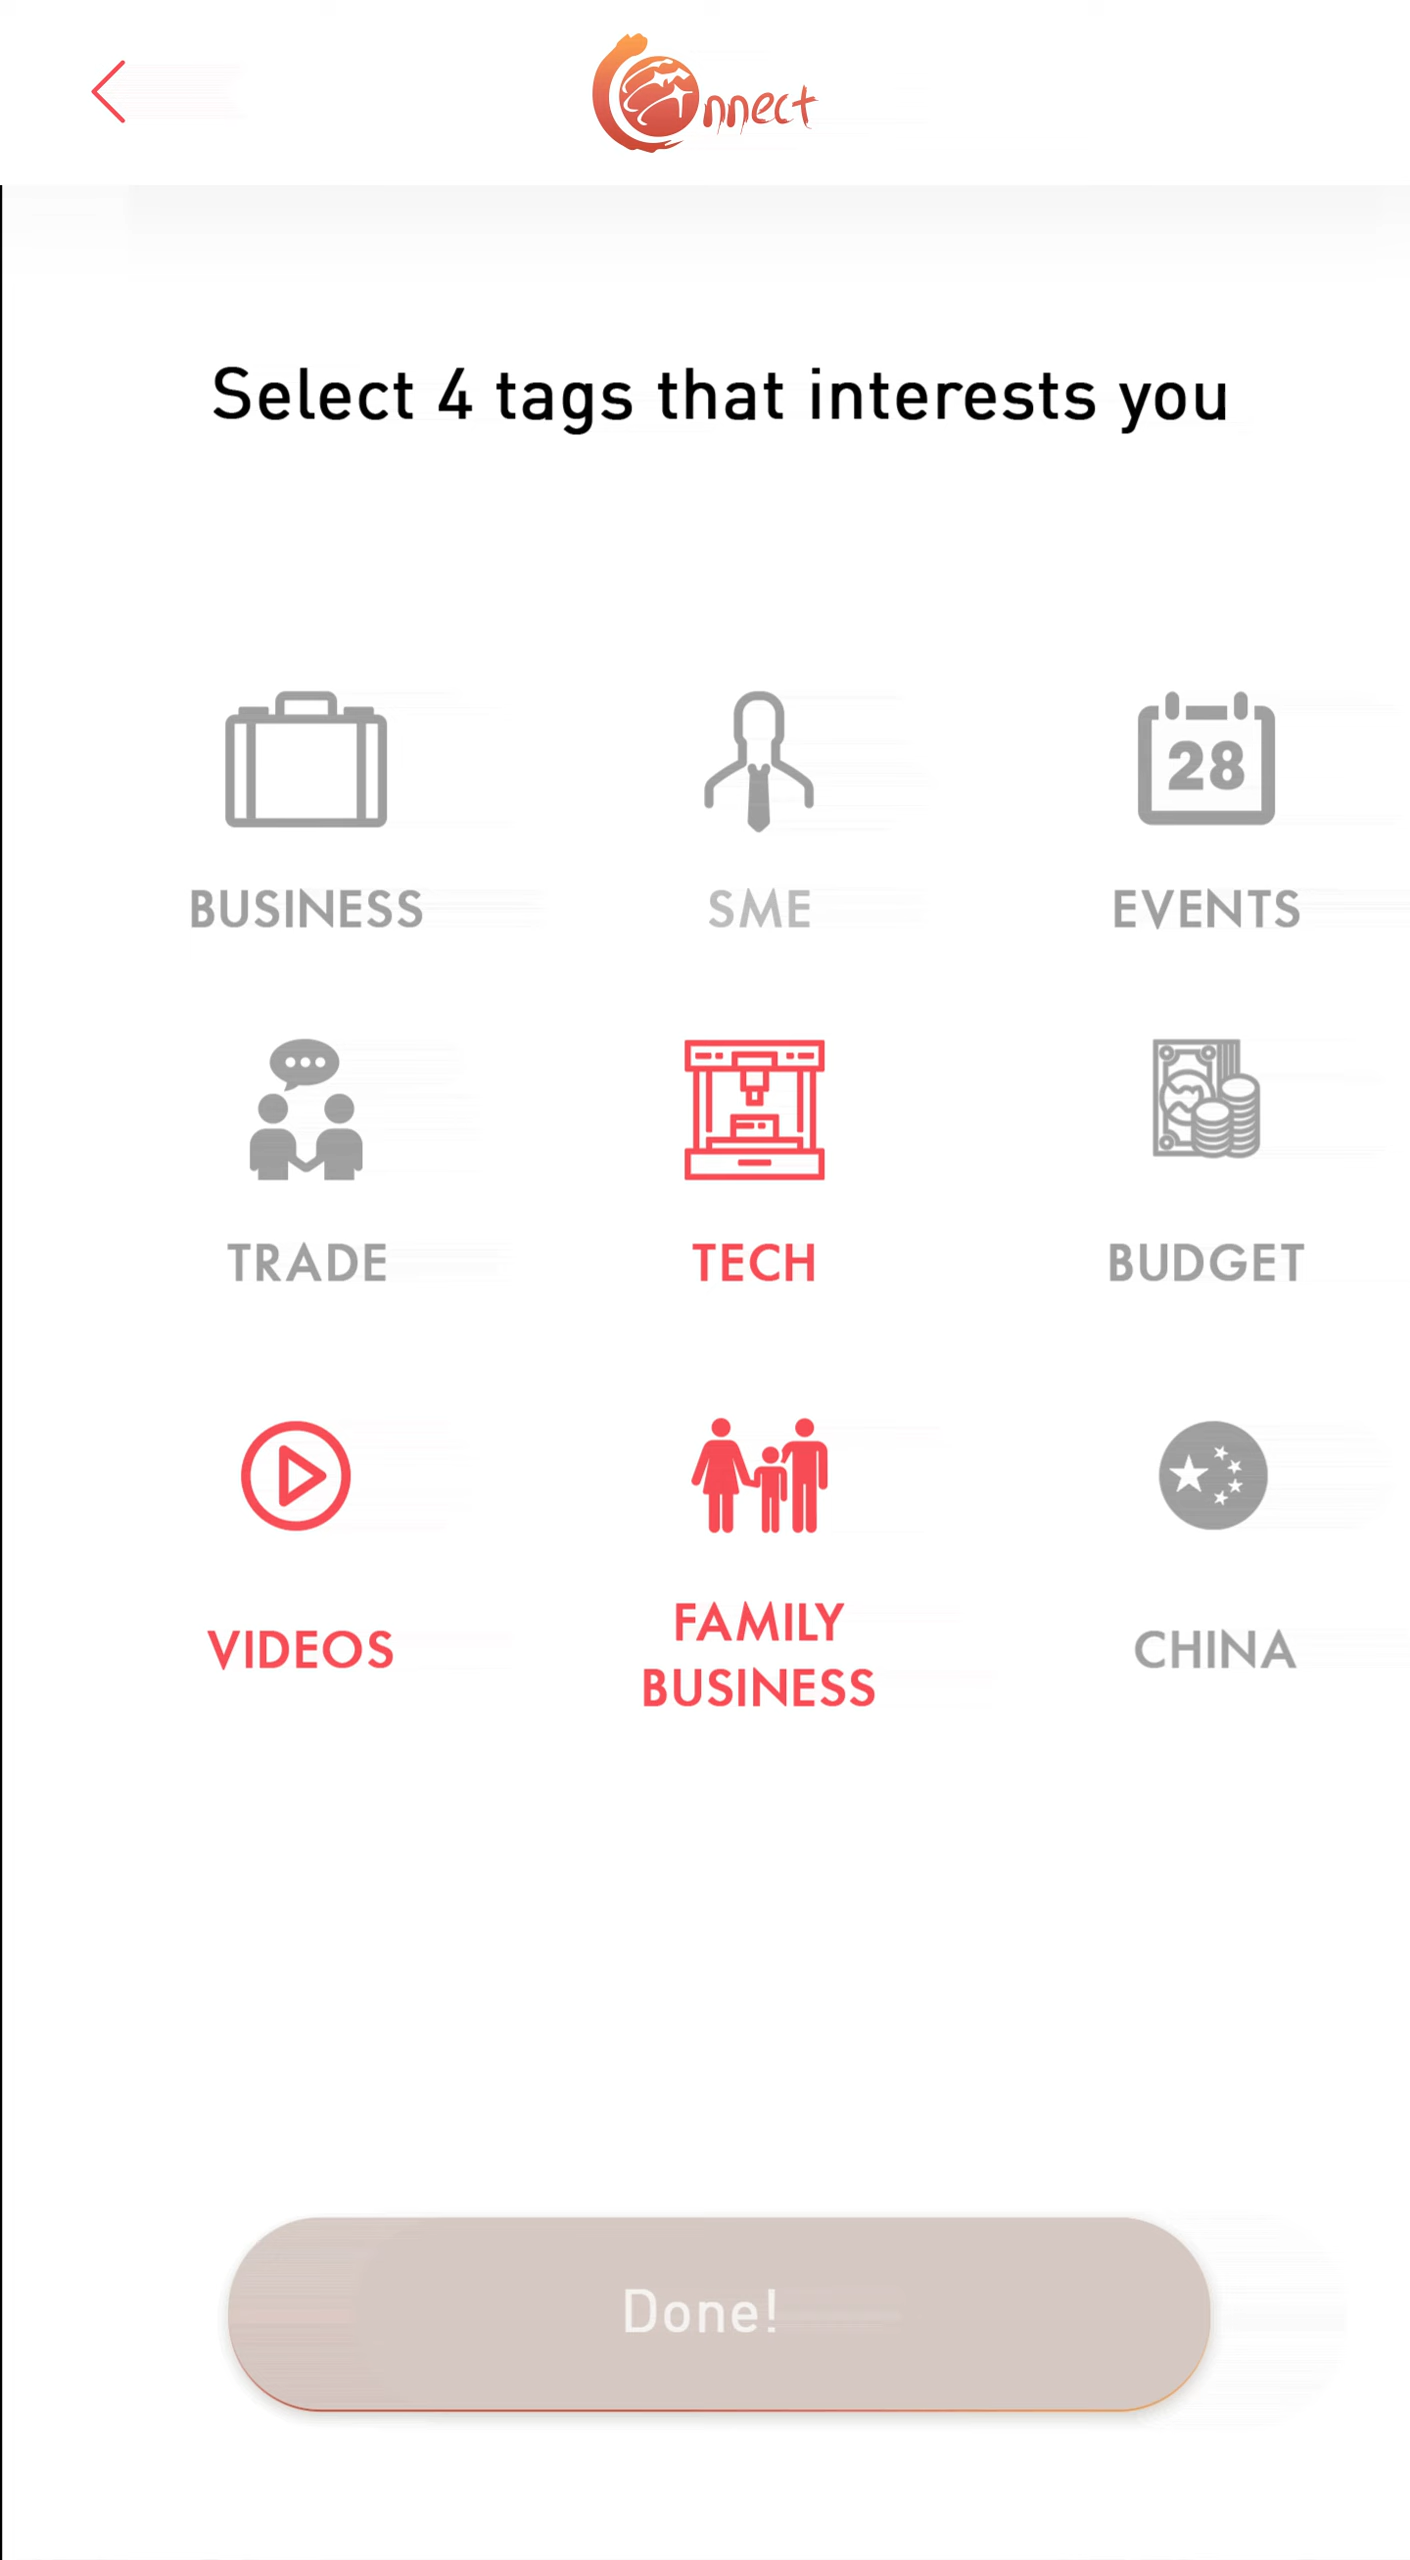 Connect
Select 4 tags that interests you
BUSINESS
SME
EVENTS
28
TRADE
TECH
BUDGET
VIDEOS
FAMILY
BUSINESS
CHINA
Done!